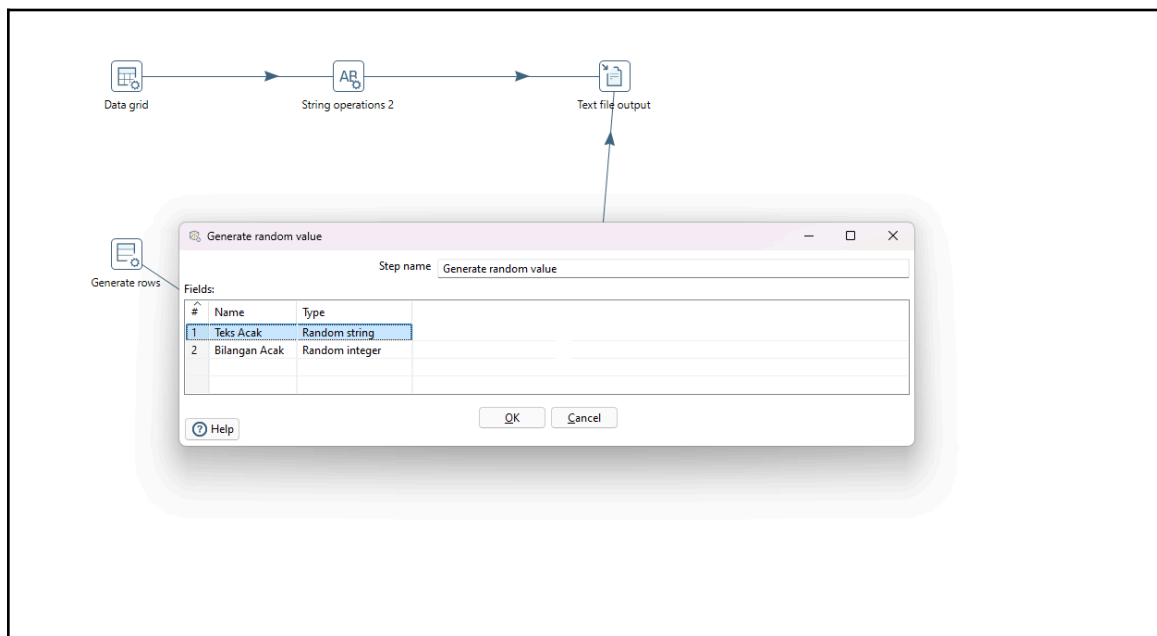 Data grid
String operations 2
Text file output
Generate rows
Generate random value
Step name Generate random value
Fields:
# Name Type
1 Teks Acak Random string
2 Bilangan Acak Random integer
OK Cancel
Help